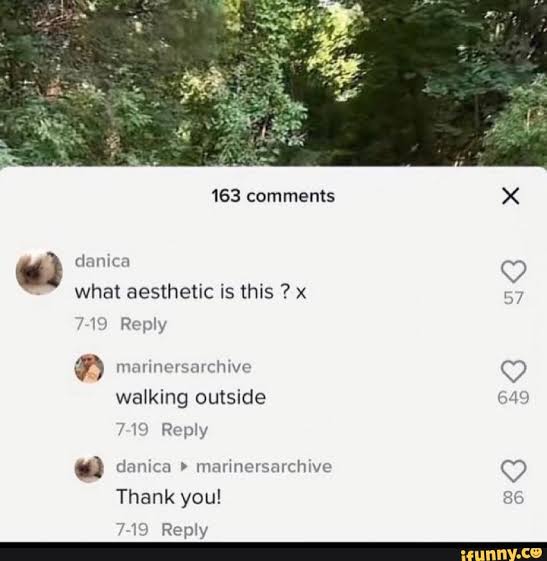 163 comments
danica
what aesthetic is this ? x
57
7-19 Reply
marinersarchive
walking outside
649
7-19 Reply
danica ▸ marinersarchive
Thank you!
86
7-19 Reply
ifunny.co